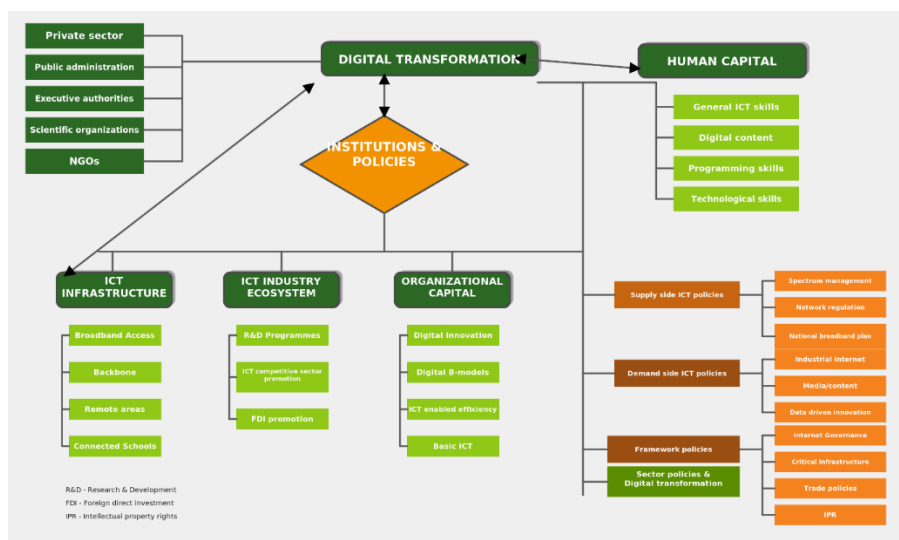 Private sector
Public administration
Executive authorities
Scientific organizations
NGOs
DIGITAL TRANSFORMATION
HUMAN CAPITAL
General ICT skills
Digital content
Programming skills
Technological skills
INSTITUTIONS &
POLICIES
ICT
INFRASTRUCTURE
Broadband Access
Backbone
Remote areas
Connected Schools
ICT INDUSTRY
ECOSYSTEM
R&D Programmes
ICT competitive sector
promotion
FDI promotion
ORGANIZATIONAL
CAPITAL
Digital Innovation
Digital B-models
ICT enabled efficiency
Basic ICT
Supply side ICT policies
Spectrum management
Network regulation
National broadband plan
Demand side ICT policies
Industrial Internet
Media/content
Data driven innovation
Framework policies
Internet Governance
Critical infrastructure
Trade policies
IPR
Sector policies &
Digital transformation
R&D - Research & Development
FDI - Foreign direct investment
IPR - Intellectual property rights